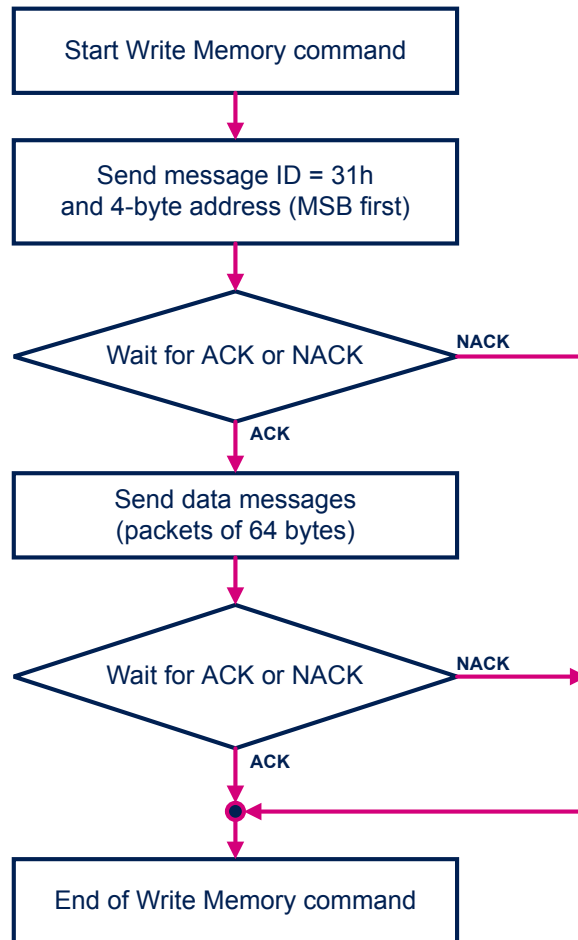 Start Write Memory command
Send message ID = 31h
and 4-byte address (MSB first)
Wait for ACK or NACK
NACK
ACK
Send data messages
(packets of 64 bytes)
Wait for ACK or NACK
NACK
ACK
End of Write Memory command